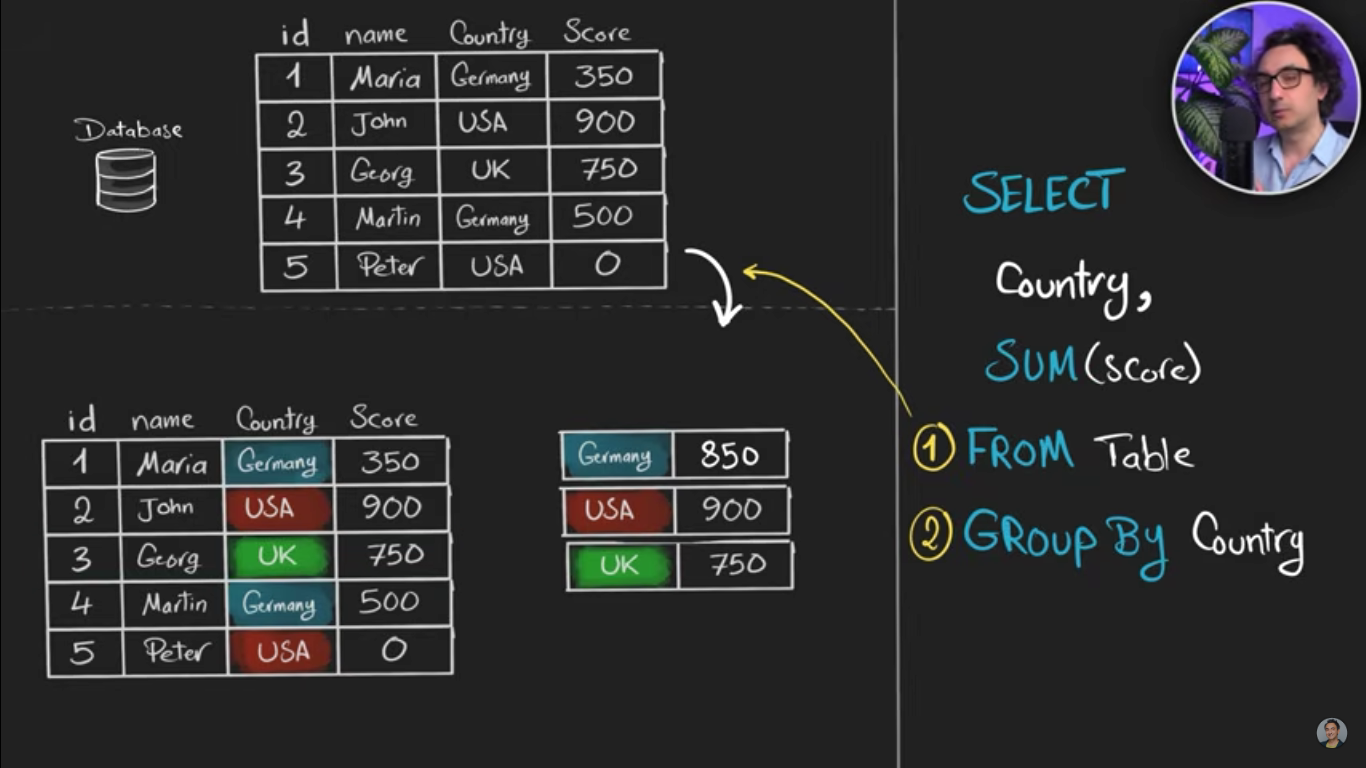 id name Country Score
1 Maria Germany 350
2 John USA 900
3 Georg UK 750
4 Martin Germany 500
5 Peter USA 0
Database
id name Country Score
1 Maria Germany 350
2 John USA 900
3 Georg UK 750
4 Martin Germany 500
5 Peter USA 0
Germany 850
USA 900
UK 750
SELECT
Country,
SUM(score)
1 FROM Table
2 GROUP By Country